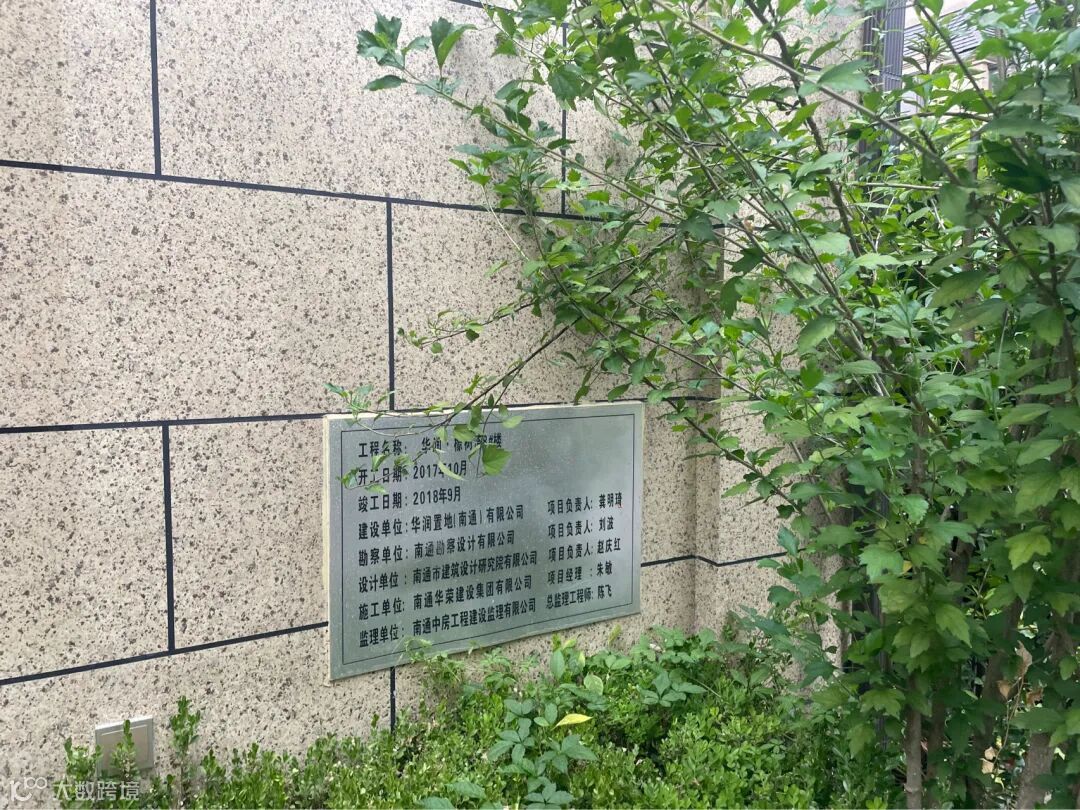 工程名称： 华润·橡树湾#楼
开工日期：2017年10月
竣工日期：2018年9月
建设单位：华润置地（南通）有限公司 项目负责人：龚明琦
勘察单位：南通勘察设计有限公司 项目负责人：刘波
设计单位：南通市建筑设计研究院有限公司 项目负责人：赵庆红
施工单位：南通华荣建设集团有限公司 项目经理 ：朱敏
监理单位：南通中房工程建设监理有限公司 总监理工程师：陈飞
大数跨境